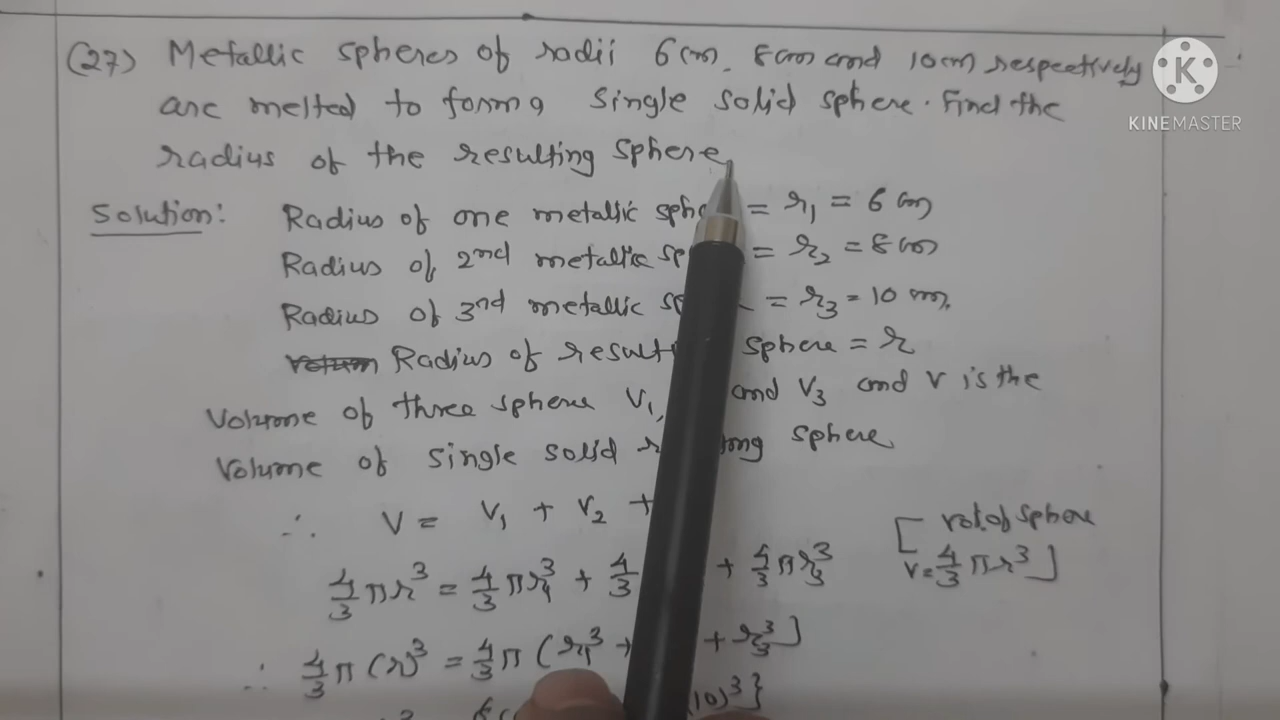 (27) Metallic spheres of radii 6cm. 8cm and 10cm respectively
are melted to form a single solid sphere. Find the
radius of the resulting sphere
Solution: Radius of one metallic = r₁ = 6 cm
Radius of 2nd metallic = r₂ = 8cm
Radius of 3rd metallic = r₃ = 10 cm.
Radius of sphere = r
Volume of three sphere V₁, and V₃ and V is the
Volume of single solid sphere
∴ V = V₁ + V₂ +
[ vol. of sphere
V = 4/3 πr³ ]
4/3 πr³ = 4/3 πr₁³ + 4/3 + 4/3 πr₃³
∴ 4/3 π (r)³ = 4/3 π (r₁³ + + r₃³]
(10)³}
K
KINEMASTER